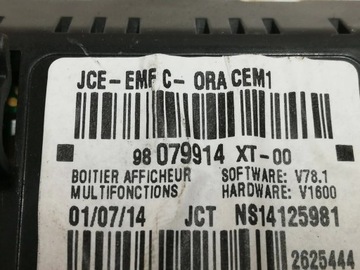 JCE-EMF C- ORA CEM1
98 079914 XT-00
BOITIER AFFICHEUR SOFTWARE: V78.1
MULTIFONCTIONS HARDWARE: V1600
01/07/14 JCT NS14125981
2625444